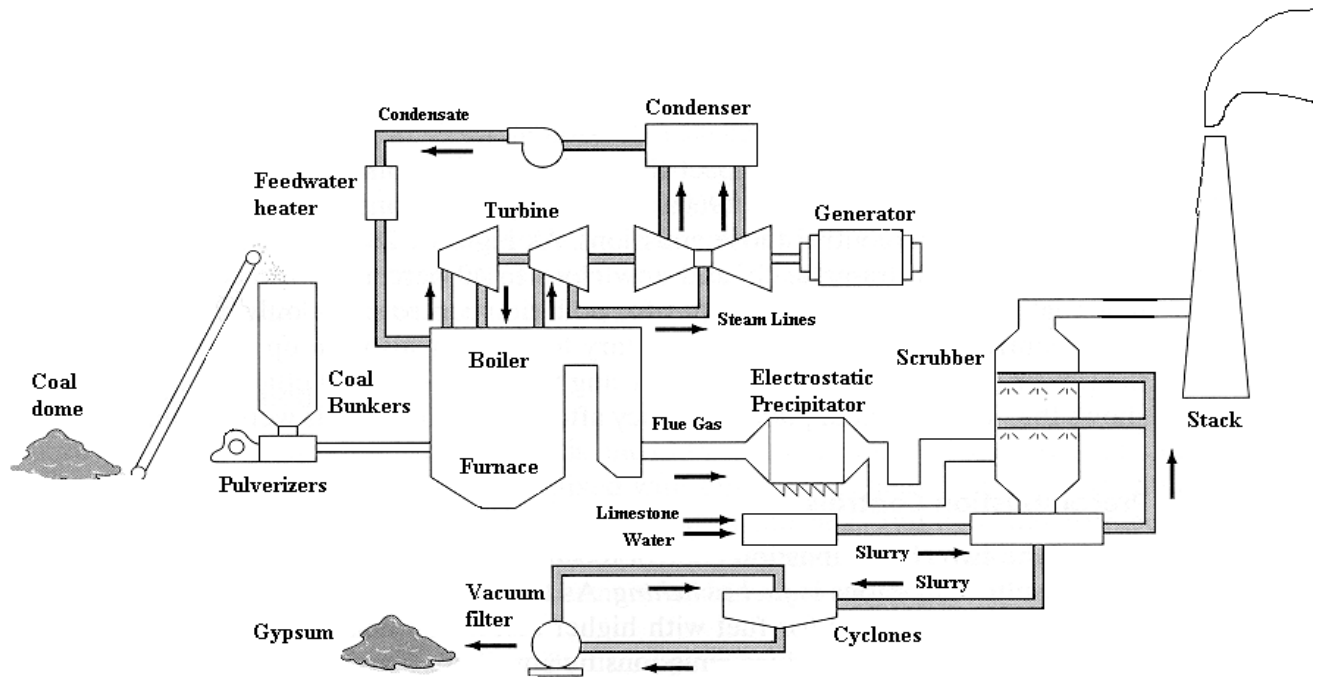 Condenser
Condensate
Feedwater
heater
Turbine
Generator
Steam Lines
Boiler
Scrubber
Coal
dome
Coal
Bunkers
Electrostatic
Precipitator
Flue Gas
Stack
Furnace
Pulverizers
Limestone
Water
Slurry
Slurry
Vacuum
filter
Gypsum
Cyclones